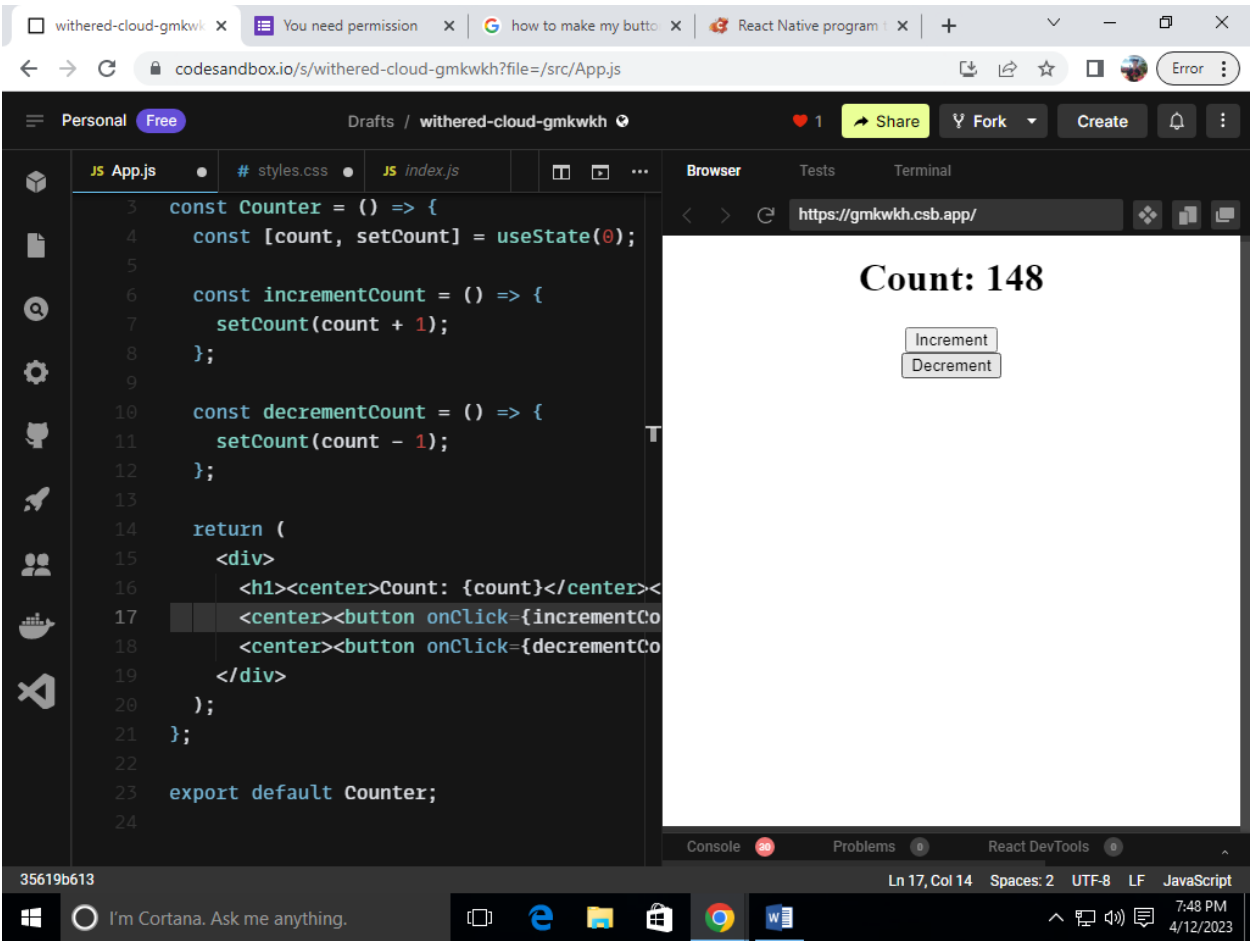 withered-cloud-gmkwk
You need permission
how to make my butto
React Native program t
codesandbox.io/s/withered-cloud-gmkwkh?file=/src/App.js
Error
Personal Free
Drafts / withered-cloud-gmkwkh
1
Share
Fork
Create
JS App.js
# styles.css
JS index.js
Browser
Tests
Terminal
https://gmkwkh.csb.app/
3 const Counter = () => {
4 const [count, setCount] = useState(0);
5
6 const incrementCount = () => {
7 setCount(count + 1);
8 };
9
10 const decrementCount = () => {
11 setCount(count - 1);
12 };
13
14 return (
15 <div>
16 <h1><center>Count: {count}</center><
17 <center><button onClick={incrementCo
18 <center><button onClick={decrementCo
19 </div>
20 );
21 };
22
23 export default Counter;
24
Count: 148
Increment
Decrement
Console 30
Problems 0
React DevTools 0
35619b613
Ln 17, Col 14 Spaces: 2 UTF-8 LF JavaScript
I'm Cortana. Ask me anything.
7:48 PM
4/12/2023